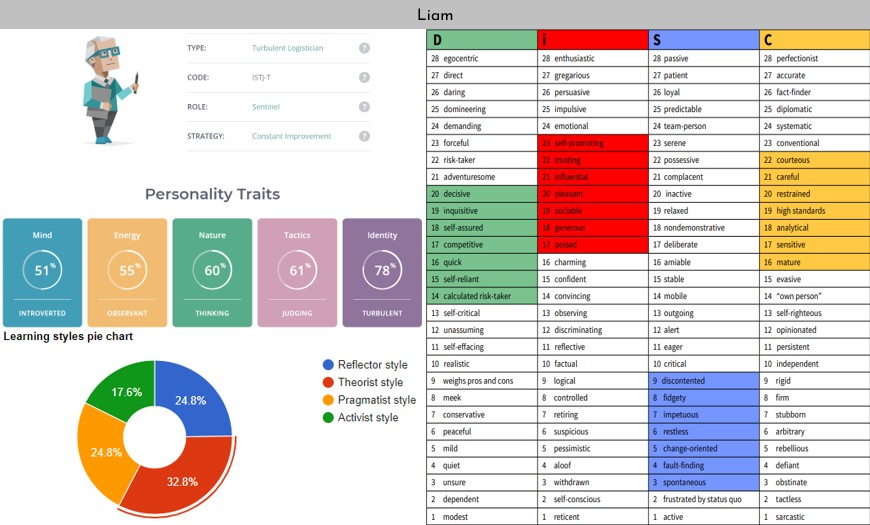 Liam
TYPE: Turbulent Logistician ?
CODE: ISTJ-T ?
ROLE: Sentinel ?
STRATEGY: Constant Improvement ?
Personality Traits
Mind Energy Nature Tactics Identity
51% 55% 60% 61% 78%
INTROVERTED OBSERVANT THINKING JUDGING TURBULENT
Learning styles pie chart
Reflector style
Theorist style
Pragmatist style
Activist style
17.6% 24.8%
24.8% 32.8%
D i S C
28 egocentric 28 enthusiastic 28 passive 28 perfectionist
27 direct 27 gregarious 27 patient 27 accurate
26 daring 26 persuasive 26 loyal 26 fact-finder
25 domineering 25 impulsive 25 predictable 25 diplomatic
24 demanding 24 emotional 24 team-person 24 systematic
23 forceful 23 self-promoting 23 serene 23 conventional
22 risk-taker 22 trusting 22 possessive 22 courteous
21 adventuresome 21 influential 21 complacent 21 careful
20 decisive 20 pleasant 20 inactive 20 restrained
19 inquisitive 19 sociable 19 relaxed 19 high standards
18 self-assured 18 generous 18 nondemonstrative 18 analytical
17 competitive 17 poised 17 deliberate 17 sensitive
16 quick 16 charming 16 amiable 16 mature
15 self-reliant 15 confident 15 stable 15 evasive
14 calculated risk-taker 14 convincing 14 mobile 14 “own person”
13 self-critical 13 observing 13 outgoing 13 self-righteous
12 unassuming 12 discriminating 12 alert 12 opinionated
11 self-effacing 11 reflective 11 eager 11 persistent
10 realistic 10 factual 10 critical 10 independent
9 weighs pros and cons 9 logical 9 discontented 9 rigid
8 meek 8 controlled 8 fidgety 8 firm
7 conservative 7 retiring 7 impetuous 7 stubborn
6 peaceful 6 suspicious 6 restless 6 arbitrary
5 mild 5 pessimistic 5 change-oriented 5 rebellious
4 quiet 4 aloof 4 fault-finding 4 defiant
3 unsure 3 withdrawn 3 spontaneous 3 obstinate
2 dependent 2 self-conscious 2 frustrated by status quo 2 tactless
1 modest 1 reticent 1 active 1 sarcastic